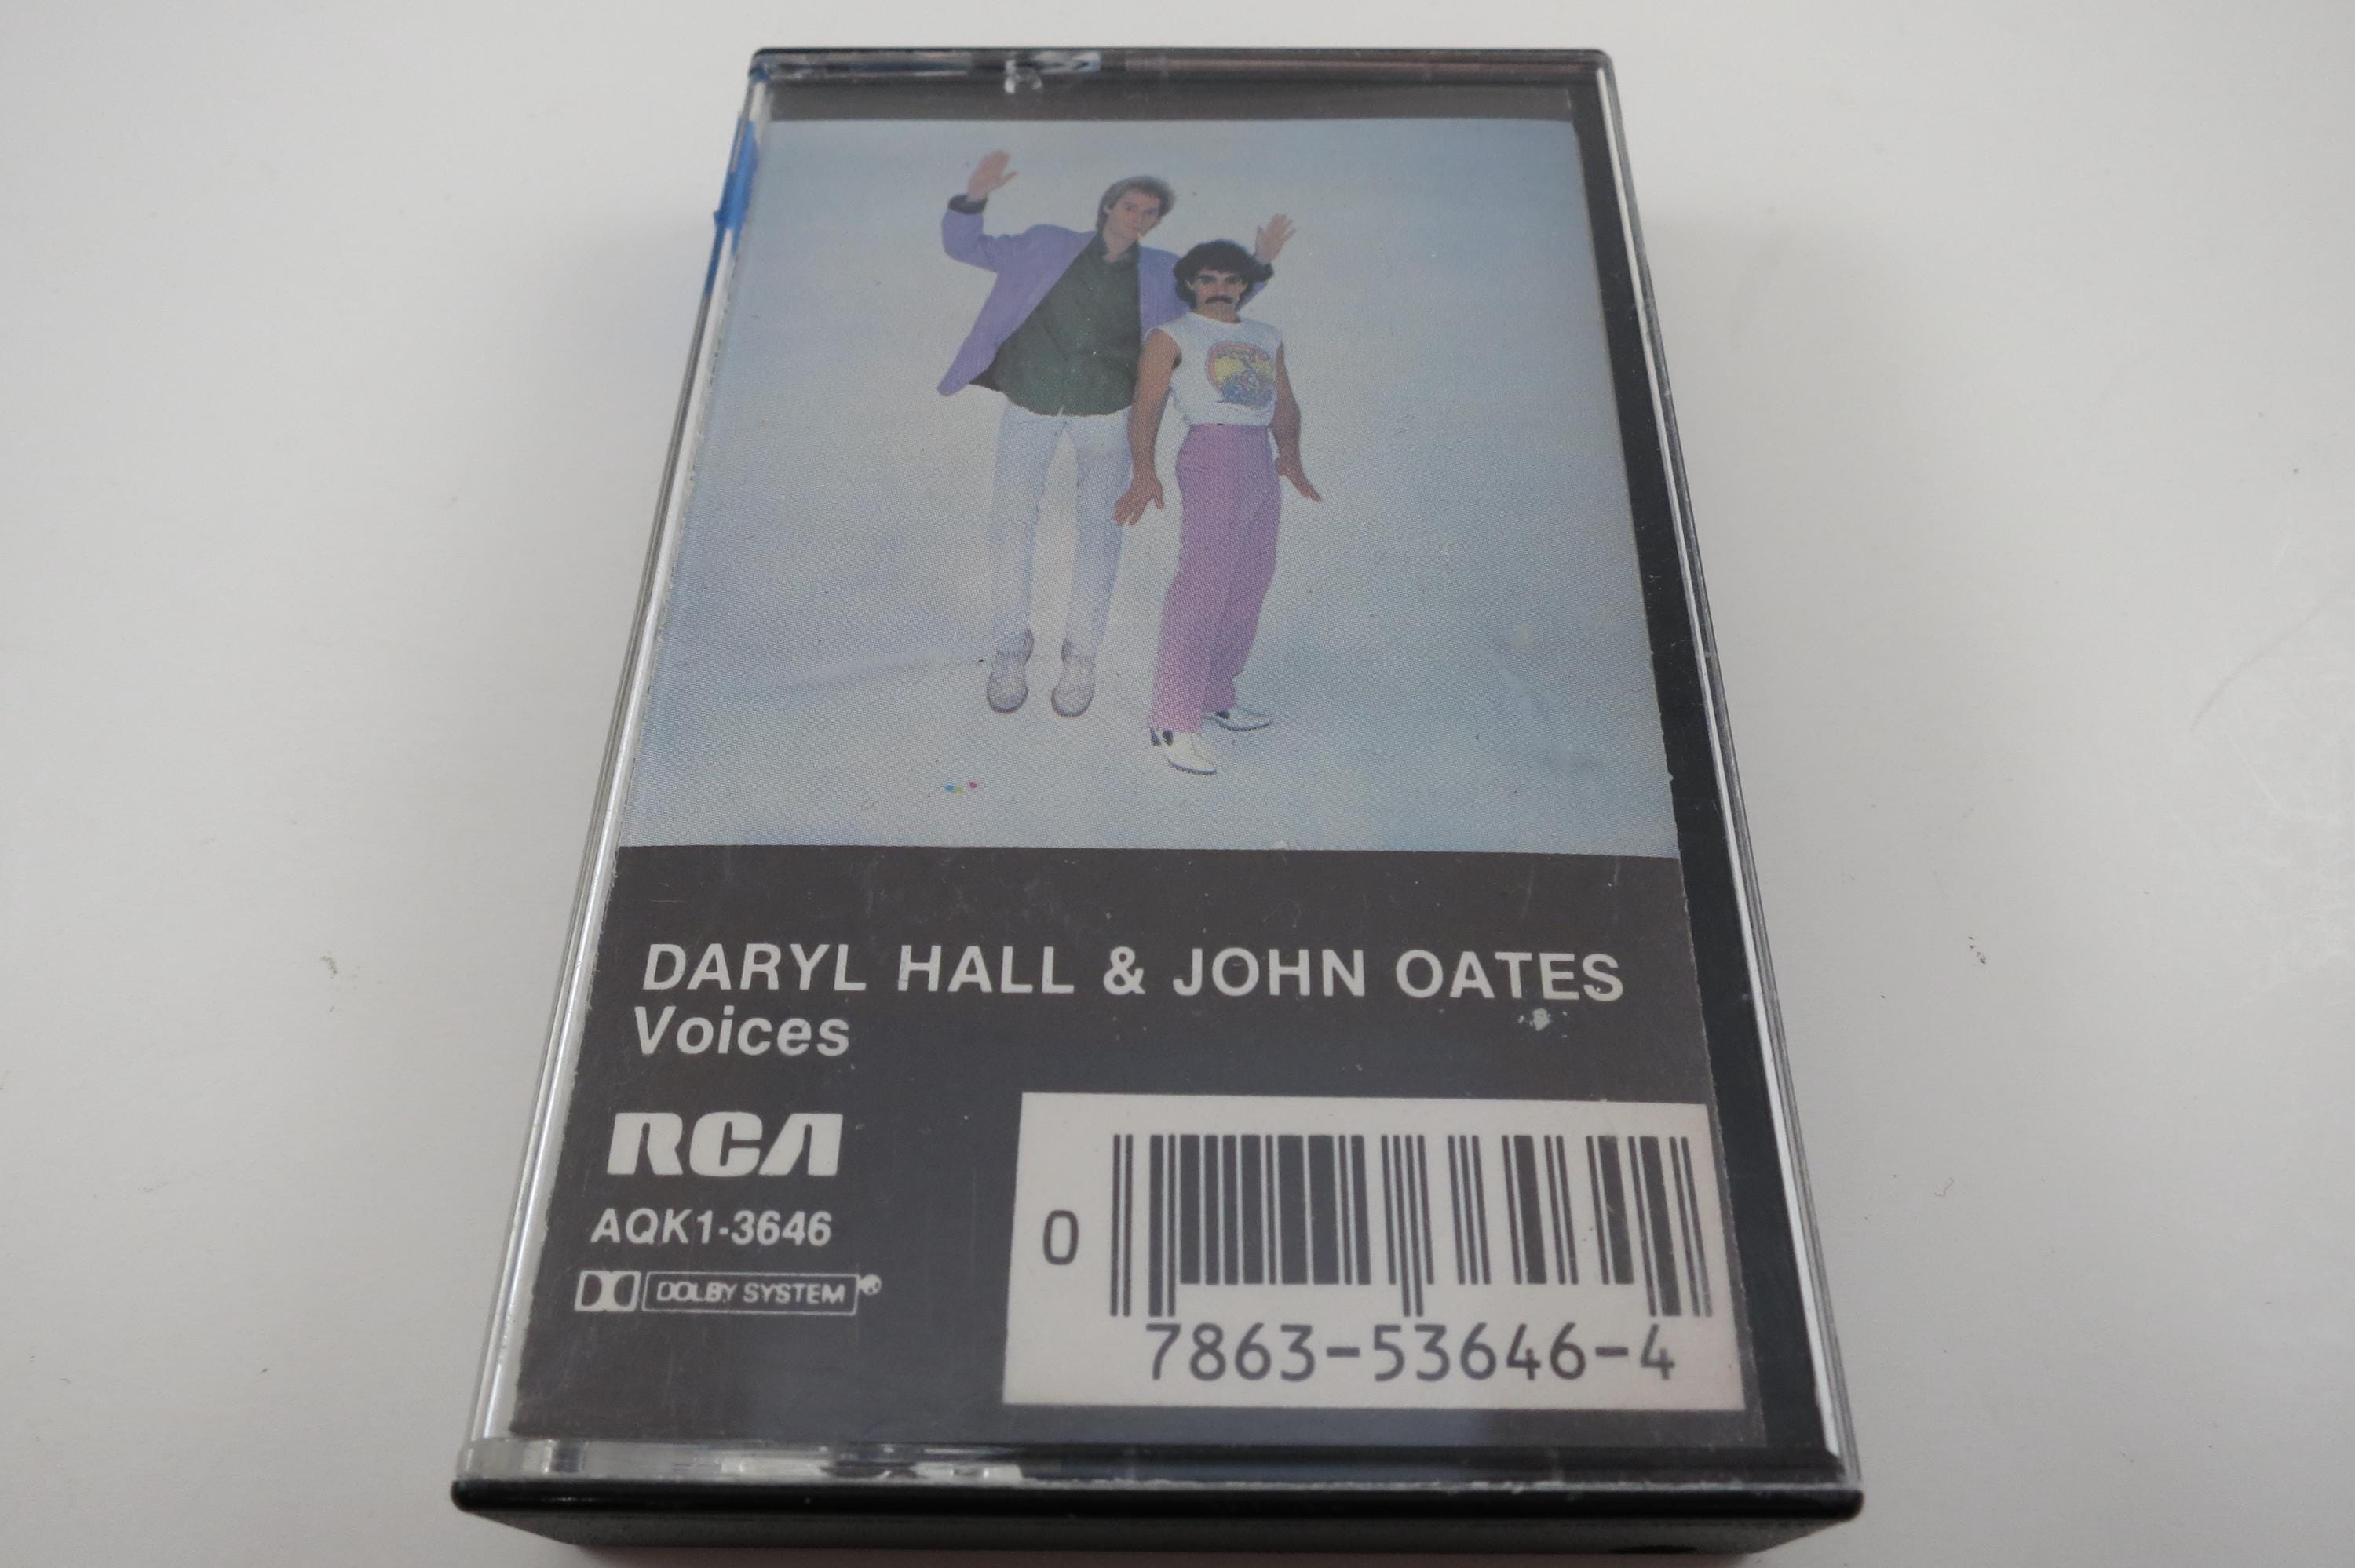 DARYL HALL & JOHN OATES
Voices
RCA
AQK1-3646
DOLBY SYSTEM
0
7863-53646-4